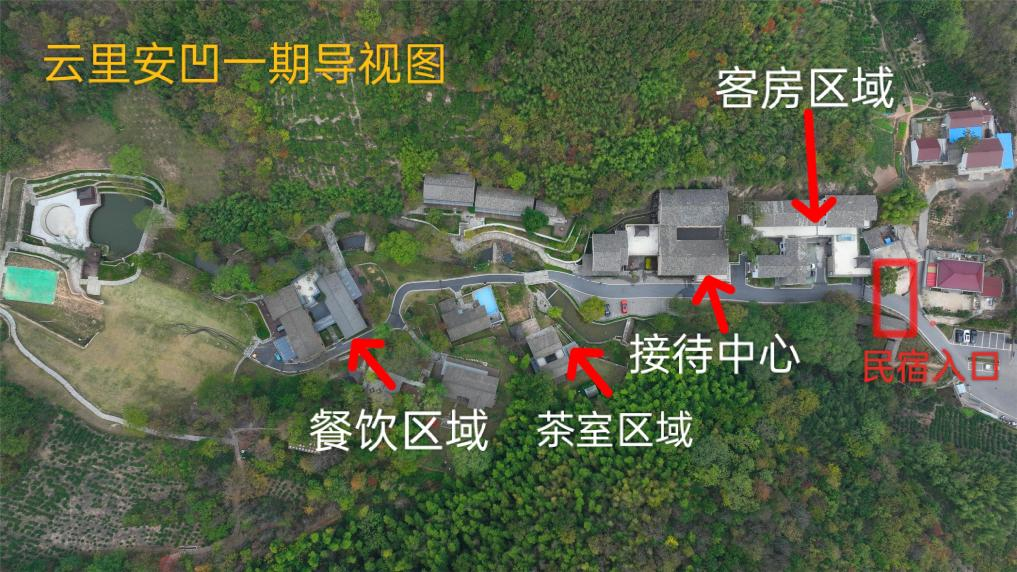 云里安凹一期导视图
客房区域
接待中心
民宿入口
餐饮区域
茶室区域